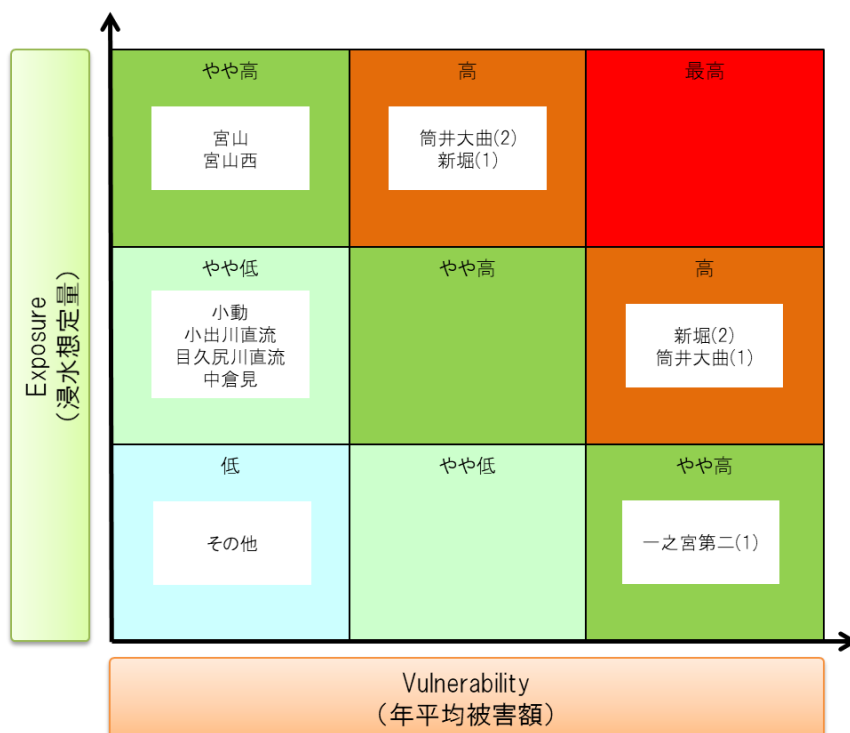 Exposure
（浸水想定量）
やや高
宮山
宮山西
高
筒井大曲(2)
新堀(1)
最高
やや低
小動
小出川直流
目久尻川直流
中倉見
やや高
高
新堀(2)
筒井大曲(1)
低
その他
やや低
やや高
一之宮第二(1)
Vulnerability
（年平均被害額）